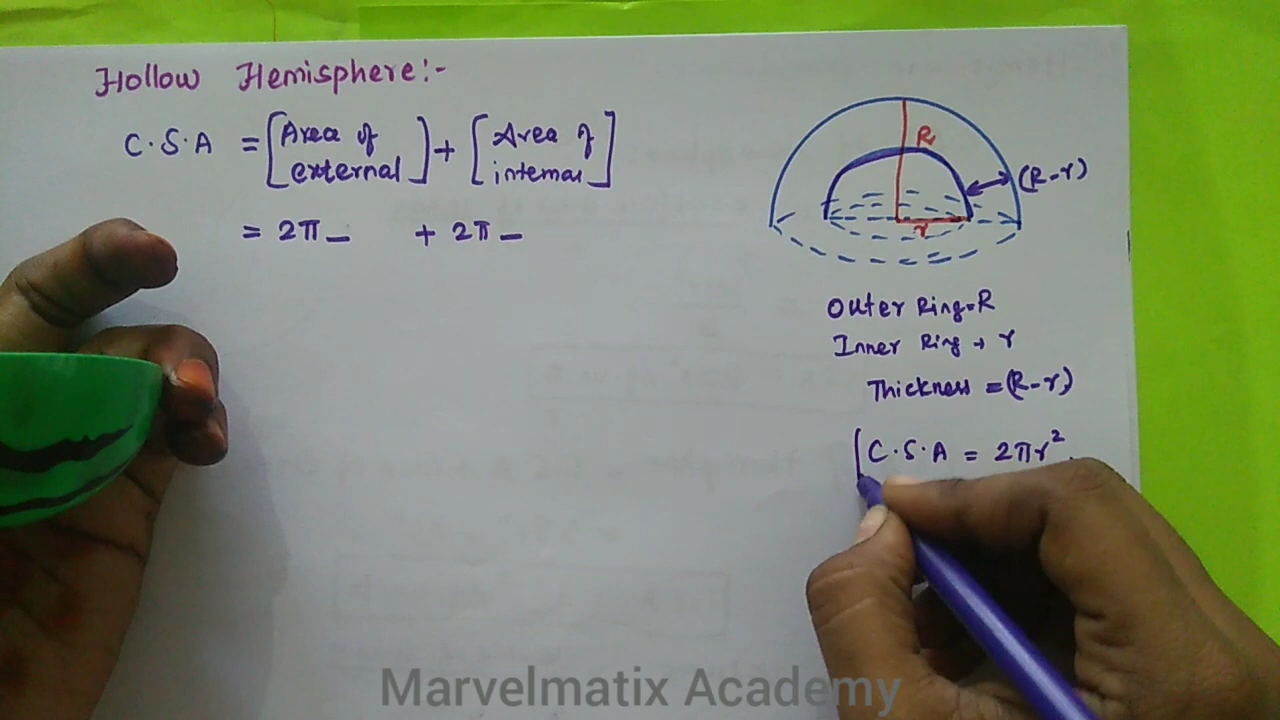 Hollow Hemisphere:-
C.S.A = [Area of external] + [Area of internal]
= 2π_ + 2π_
R
(R-r)
r
Outer Ring=R
Inner Ring → r
Thickness = (R-r)
C.S.A = 2πr².
Marvelmatix Academy